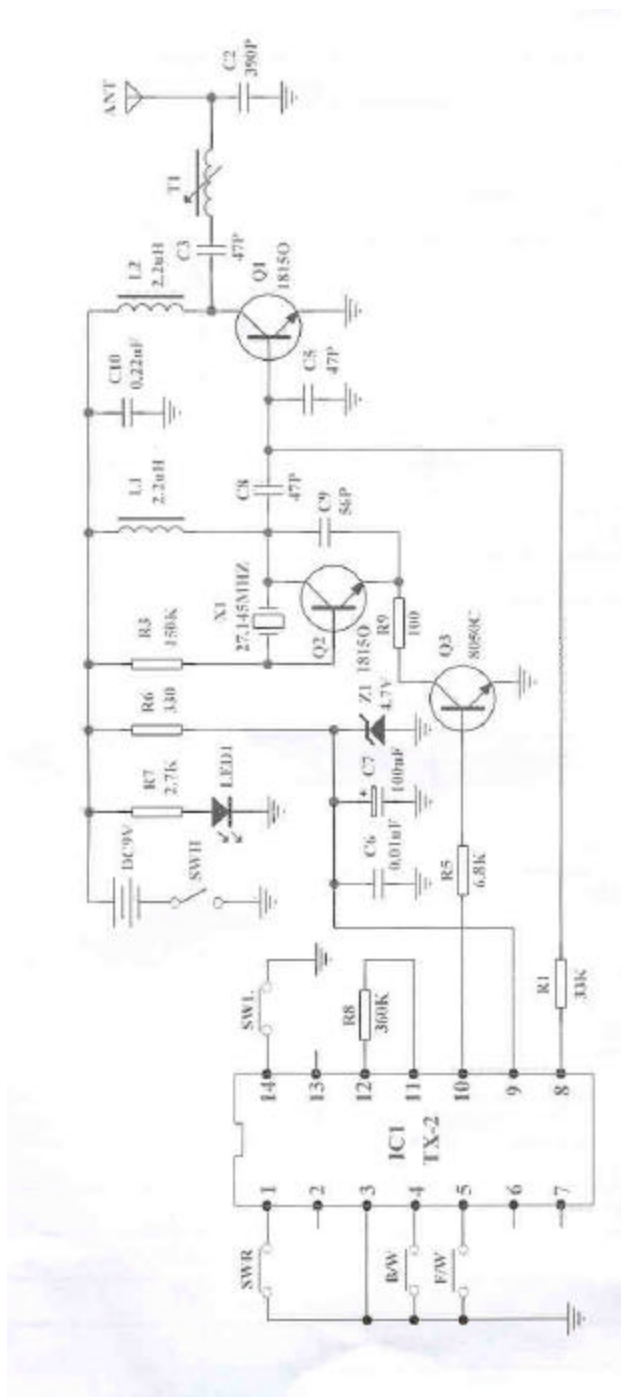 ANT
C2
390P
T1
C3
47P
L2
2.2uH
Q1
1815O
C10
0.22uF
C5
47P
L1
2.2uH
C8
47P
C9
56P
X1
27.145MHZ
R3
150K
Q2
1815O
R9
100
R6
330
Z1
4.7V
Q3
8050C
R7
2.7K
LED1
C7
+
100uF
DC9V
SWH
C6
0.01uF
R5
6.8K
SWL
R8
360K
R1
33K
14
13
12
11
10
9
8
IC1
TX-2
1
2
3
4
5
6
7
SWR
B/W
F/W